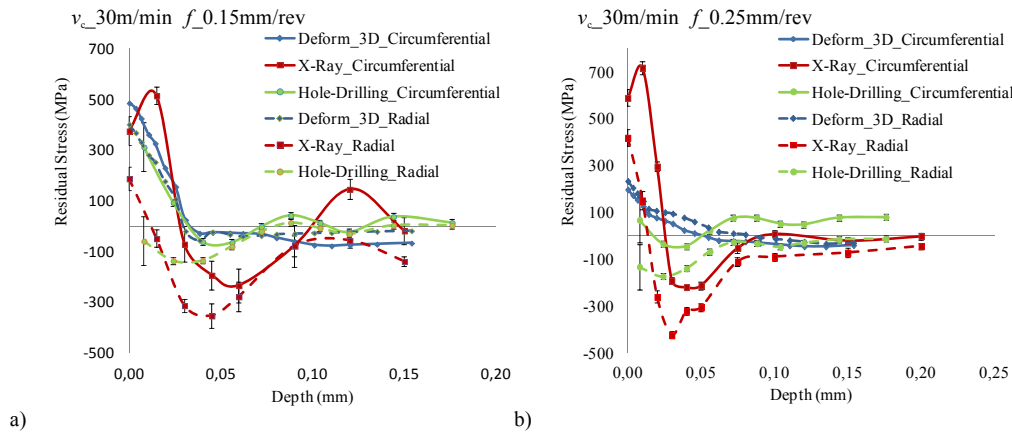 v_c_30m/min f_0.15mm/rev
700
500
300
100
-100
-300
-500
0,00 0,05 0,10 0,15 0,20
Residual Stress (MPa)
Depth (mm)
Deform_3D_Circumferential
X-Ray_Circumferential
Hole-Drilling_Circumferential
Deform_3D_Radial
X-Ray_Radial
Hole-Drilling_Radial
a)
v_c_30m/min f_0.25mm/rev
700
500
300
100
-100
-300
-500
0,00 0,05 0,10 0,15 0,20 0,25
Residual Stress (MPa)
Depth (mm)
Deform_3D_Circumferential
X-Ray_Circumferential
Hole-Drilling_Circumferential
Deform_3D_Radial
X-Ray_Radial
Hole-Drilling_Radial
b)